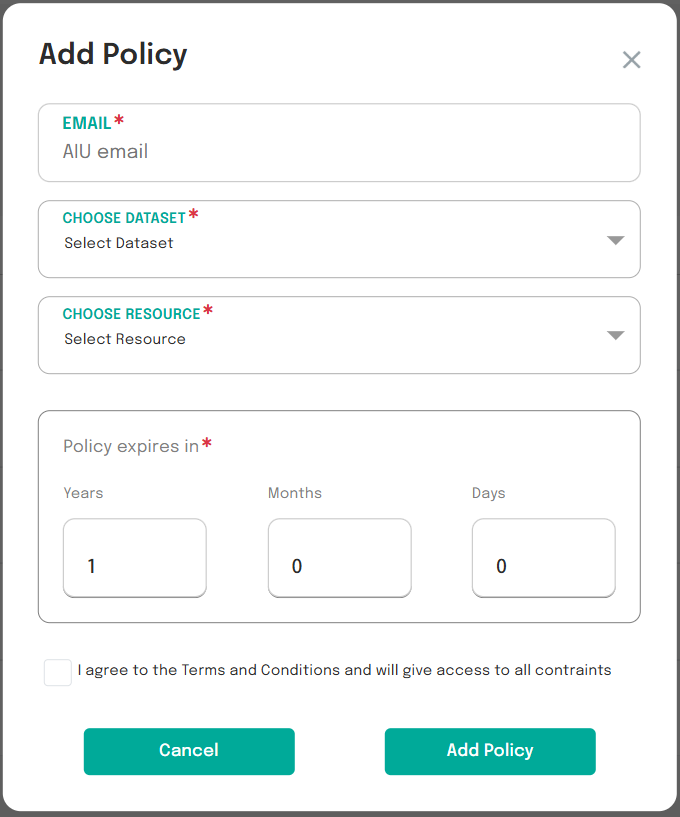 Add Policy
EMAIL*
AIU email
CHOOSE DATASET*
Select Dataset
CHOOSE RESOURCE*
Select Resource
Policy expires in*
Years Months Days
1 0 0
I agree to the Terms and Conditions and will give access to all contraints
Cancel Add Policy